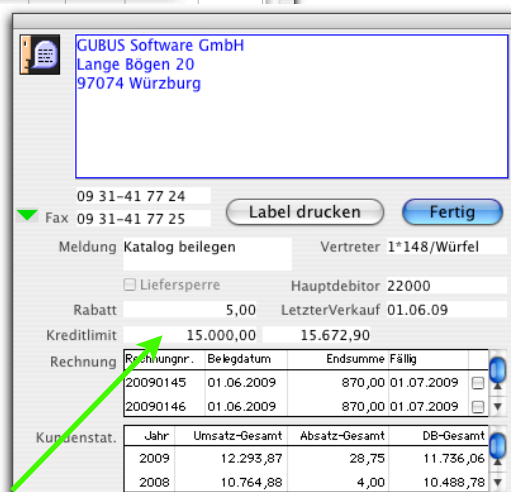 GUBUS Software GmbH
Lange Bögen 20
97074 Würzburg
09 31-41 77 24
Fax 09 31-41 77 25
Label drucken Fertig
Meldung Katalog beilegen Vertreter 1*148/Würfel
Liefersperre Hauptdebitor 22000
Rabatt 5,00 LetzterVerkauf 01.06.09
Kreditlimit 15.000,00 15.672,90
Rechnung Rechnungnr. Belegdatum Endsumme Fällig
20090145 01.06.2009 870,00 01.07.2009
20090146 01.06.2009 870,00 01.07.2009
Kundenstat. Jahr Umsatz-Gesamt Absatz-Gesamt DB-Gesamt
2009 12.293,87 28,75 11.736,06
2008 10.764,88 4,00 10.488,78